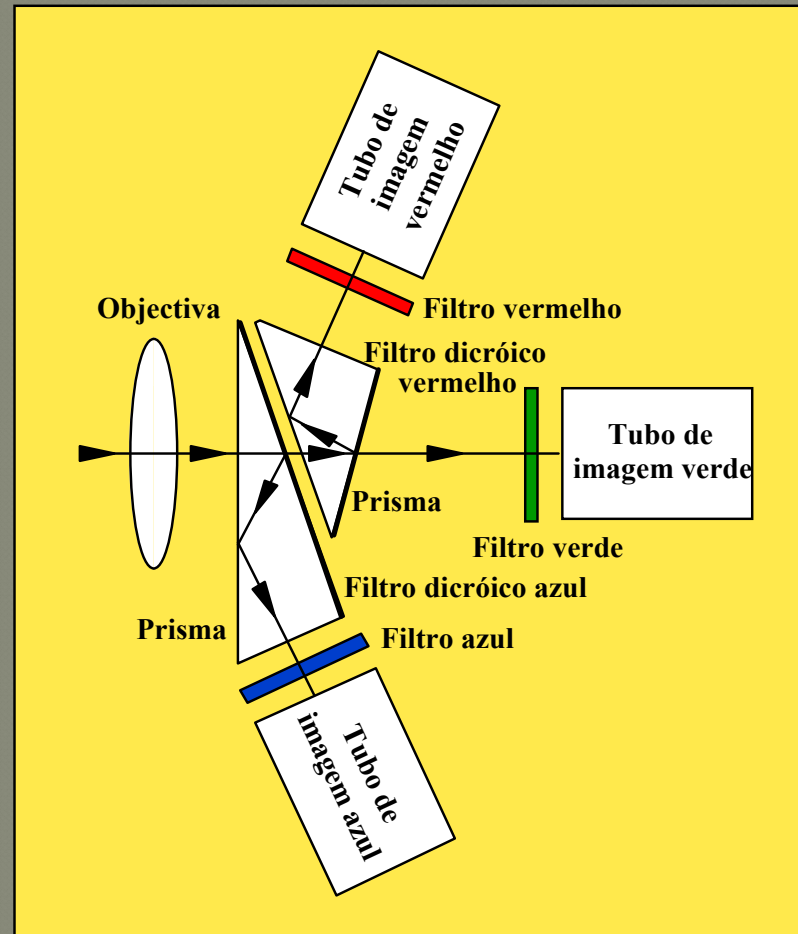 Tubo de
imagem
vermelho
Objectiva
Filtro vermelho
Filtro dicróico
vermelho
Tubo de
imagem verde
Prisma
Filtro verde
Filtro dicróico azul
Prisma
Filtro azul
Tubo de
imagem azul